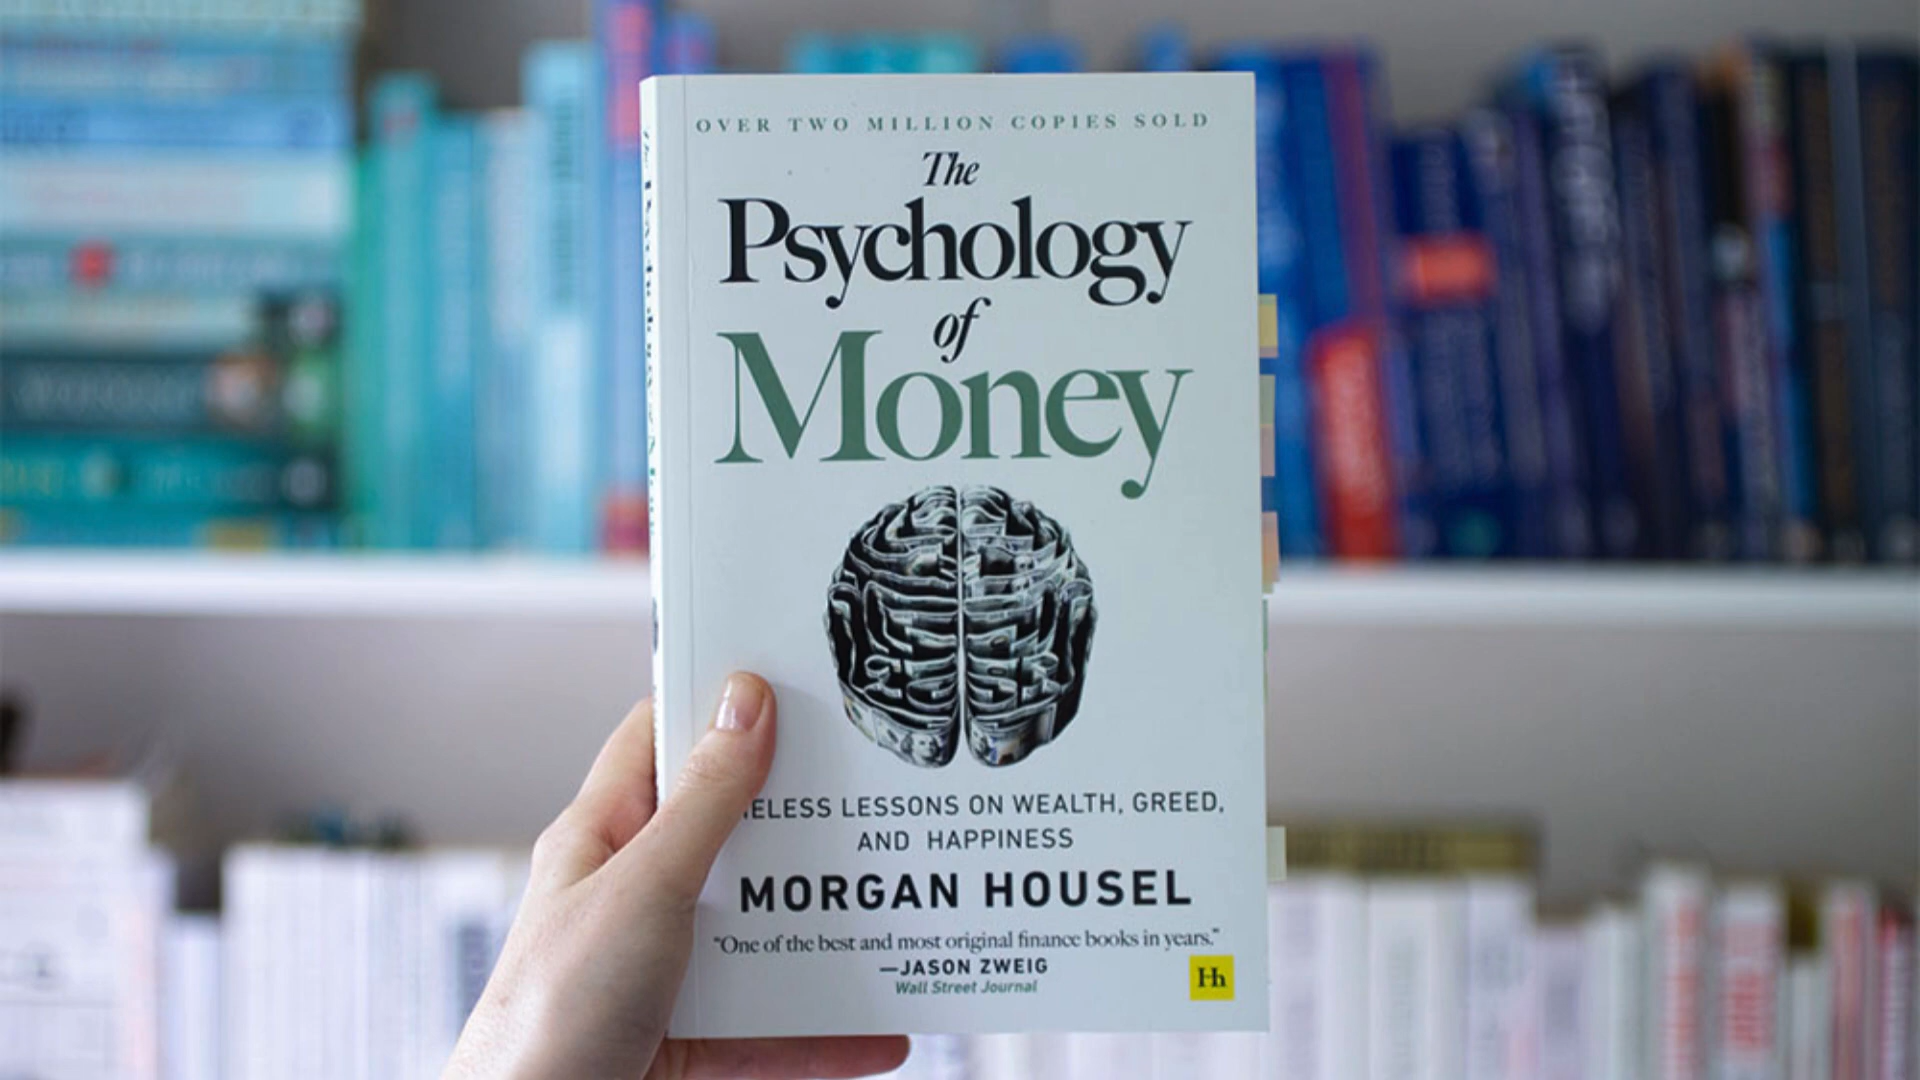 OVER TWO MILLION COPIES SOLD
The
Psychology
of
Money
ELESS LESSONS ON WEALTH, GREED,
AND HAPPINESS
MORGAN HOUSEL
"One of the best and most original finance books in years."
—JASON ZWEIG
Wall Street Journal
Hh